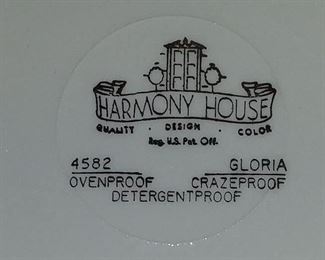 HARMONY HOUSE
QUALITY · DESIGN · COLOR
Reg. U.S. Pat. Off.
4582 GLORIA
OVENPROOF CRAZEPROOF
DETERGENTPROOF